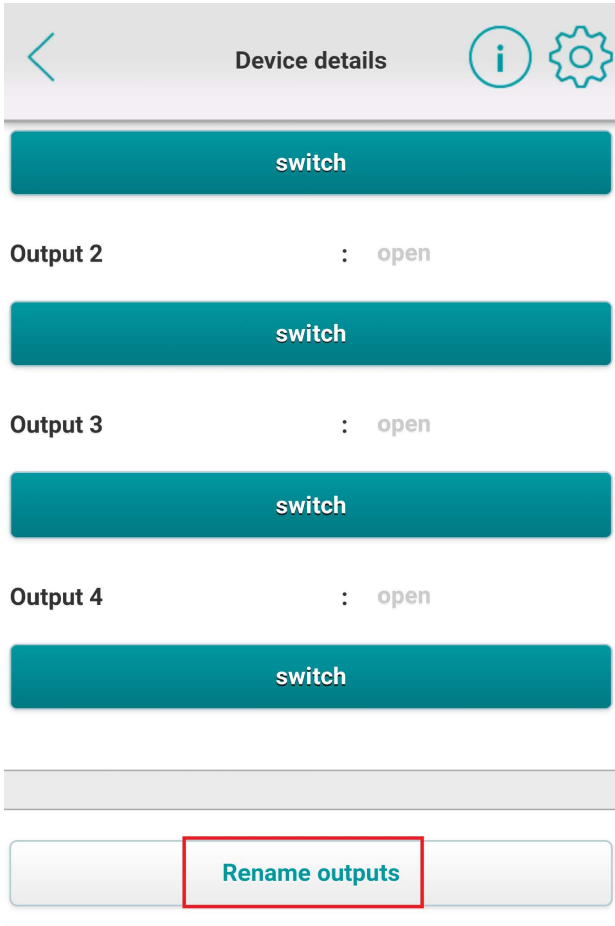 Device details
i
switch
Output 2 : open
switch
Output 3 : open
switch
Output 4 : open
switch
Rename outputs